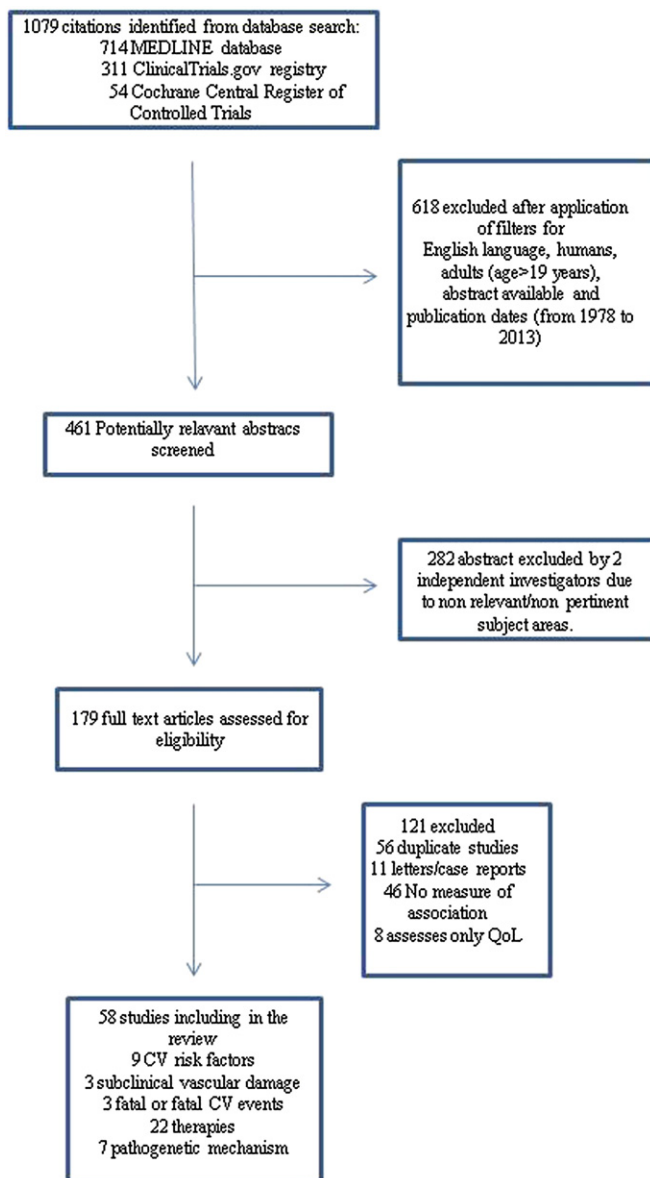 1079 citations identified from database search:
714 MEDLINE database
311 ClinicalTrials.gov registry
54 Cochrane Central Register of
Controlled Trials
618 excluded after application
of filters for
English language, humans,
adults (age>19 years),
abstract available and
publication dates (from 1978 to
2013)
461 Potentially relevant abstracs
screened
282 abstract excluded by 2
independent investigators due
to non relevant/non pertinent
subject areas.
179 full text articles assessed for
eligibility
121 excluded
56 duplicate studies
11 letters/case reports
46 No measure of
association
8 assesses only QoL
58 studies including in the
review
9 CV risk factors
3 subclinical vascular damage
3 fatal or fatal CV events
22 therapies
7 pathogenetic mechanism